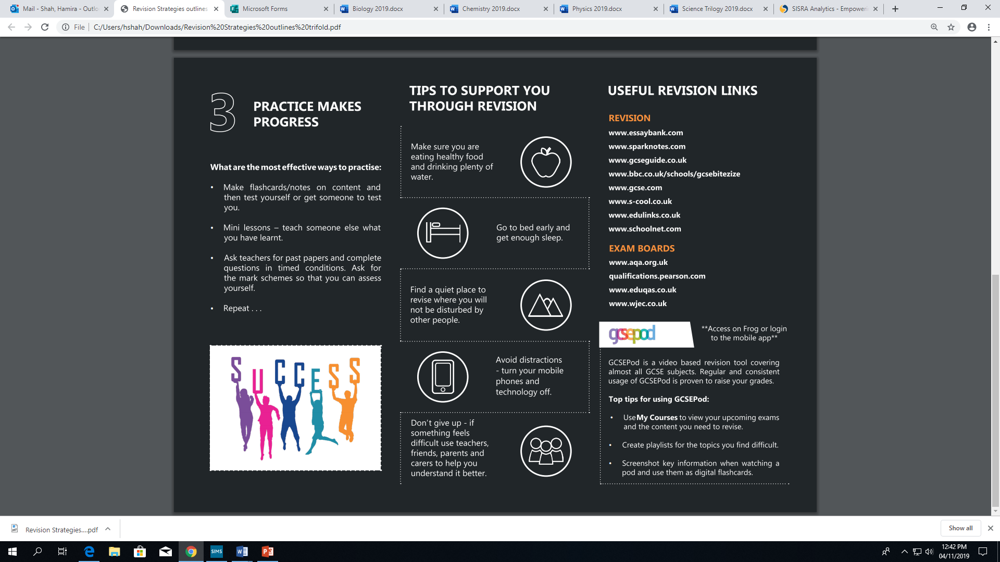 Mail - Shah, Hamira - Outlo
Revision Strategies outlines
Microsoft Forms
Biology 2019.docx
Chemistry 2019.docx
Physics 2019.docx
Science Trilogy 2019.docx
SISRA Analytics - Empoweri
File
C:/Users/hshah/Downloads/Revision%20Strategies%20outlines%20trifold.pdf
3
PRACTICE MAKES
PROGRESS
What are the most effective ways to practise:
• Make flashcards/notes on content and
then test yourself or get someone to test
you.
• Mini lessons – teach someone else what
you have learnt.
• Ask teachers for past papers and complete
questions in timed conditions. Ask for
the mark schemes so that you can assess
yourself.
• Repeat . . .
SUCCESS
TIPS TO SUPPORT YOU
THROUGH REVISION
Make sure you are
eating healthy food
and drinking plenty of
water.
Go to bed early and
get enough sleep.
Find a quiet place to
revise where you will
not be disturbed by
other people.
Avoid distractions
- turn your mobile
phones and
technology off.
Don't give up - if
something feels
difficult use teachers,
friends, parents and
carers to help you
understand it better.
USEFUL REVISION LINKS
REVISION
www.essaybank.com
www.sparknotes.com
www.gcseguide.co.uk
www.bbc.co.uk/schools/gcsebitezize
www.gcse.com
www.s-cool.co.uk
www.edulinks.co.uk
www.schoolnet.com
EXAM BOARDS
www.aqa.org.uk
qualifications.pearson.com
www.eduqas.co.uk
www.wjec.co.uk
gcsepod
**Access on Frog or login
to the mobile app**
GCSEPod is a video based revision tool covering
almost all GCSE subjects. Regular and consistent
usage of GCSEPod is proven to raise your grades.
Top tips for using GCSEPod:
• Use My Courses to view your upcoming exams
and the content you need to revise.
• Create playlists for the topics you find difficult.
• Screenshot key information when watching a
pod and use them as digital flashcards.
Revision Strategies....pdf
Show all
SIMS
12:42 PM
04/11/2019